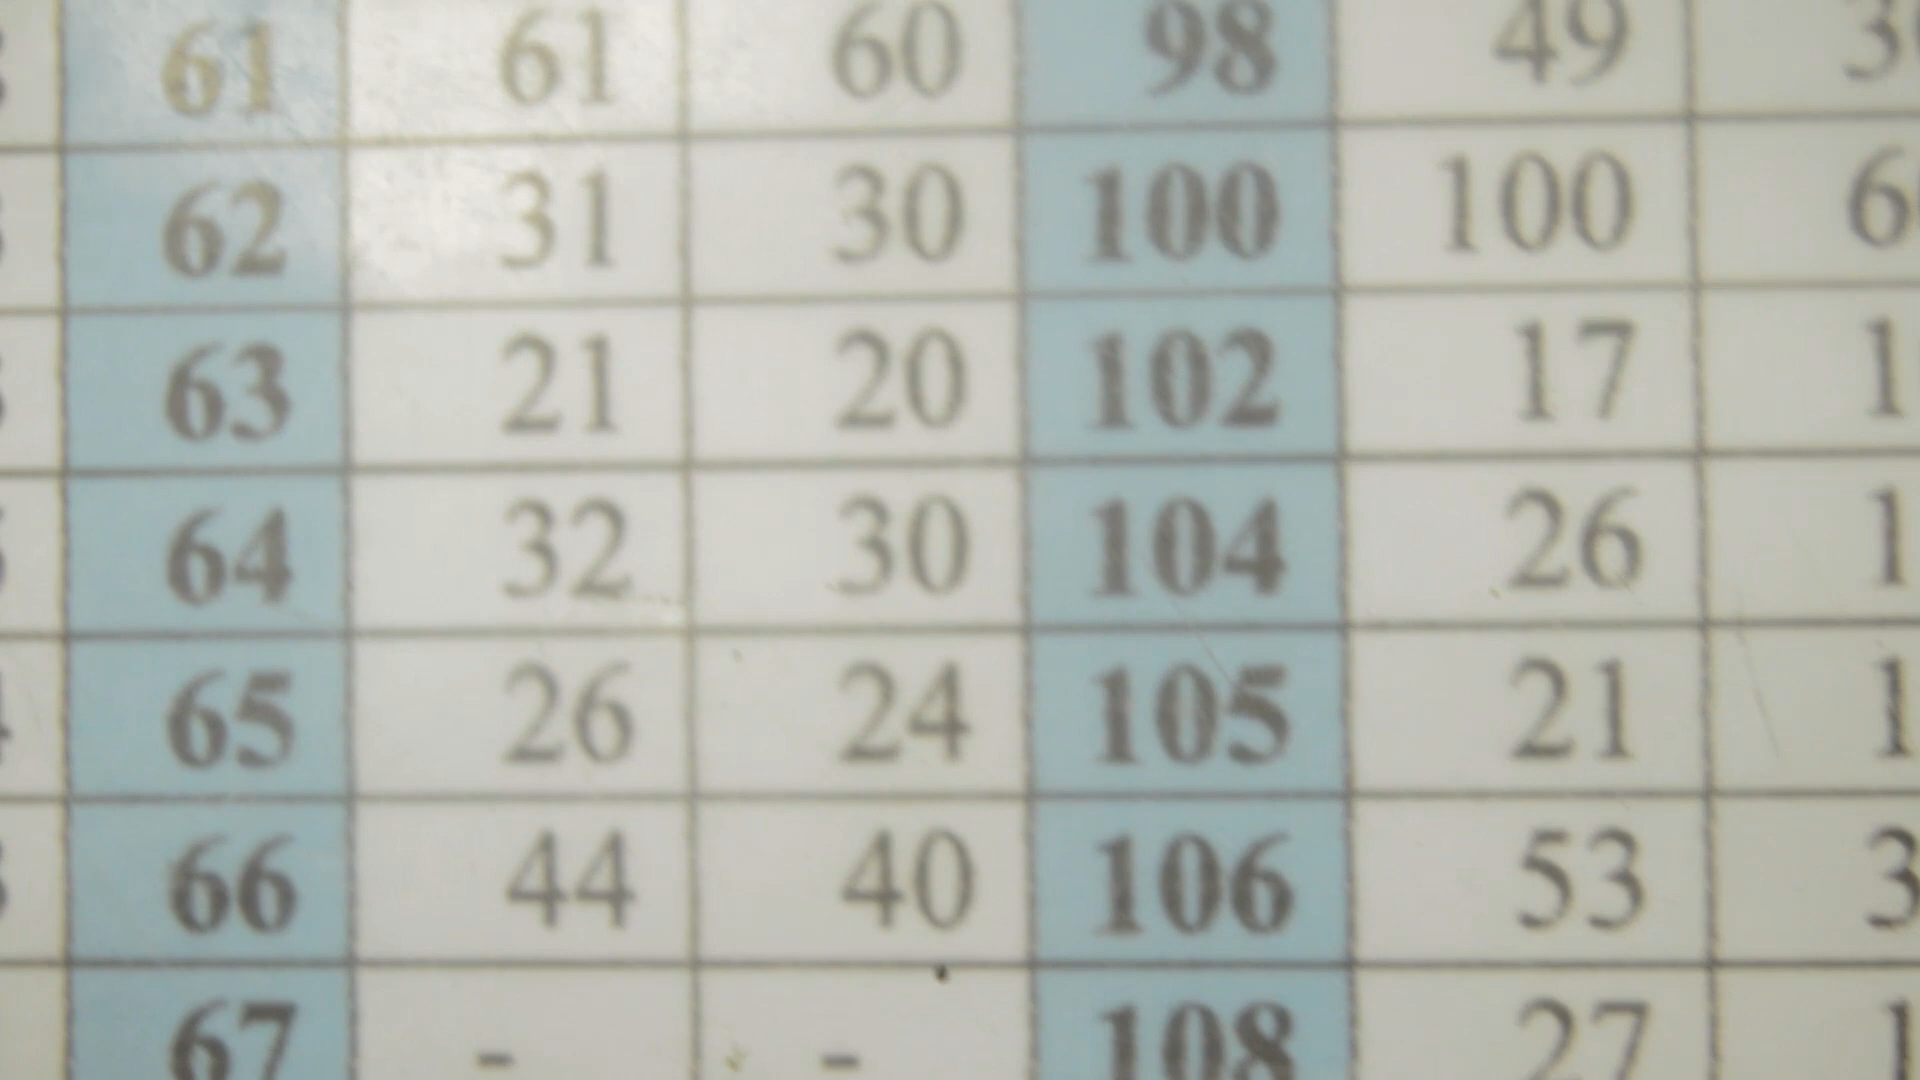 61 61 60 98 49
62 31 30 100 100
63 21 20 102 17
64 32 30 104 26
65 26 24 105 21
66 44 40 106 53
67 - - 108 27